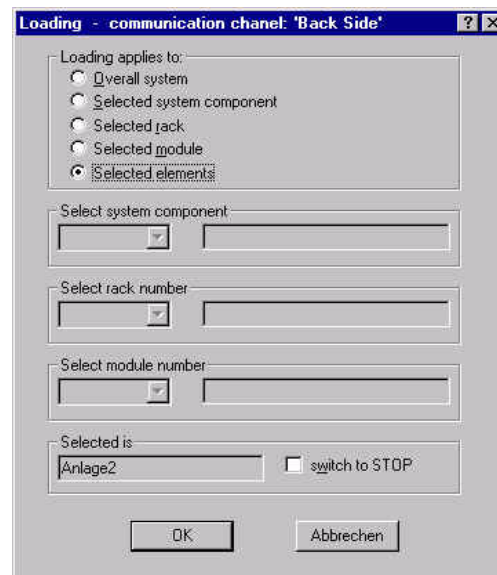 Loading - communication chanel: 'Back Side'
Loading applies to:
Overall system
Selected system component
Selected rack
Selected module
Selected elements
Select system component
Select rack number
Select module number
Selected is
Anlage2
switch to STOP
OK
Abbrechen